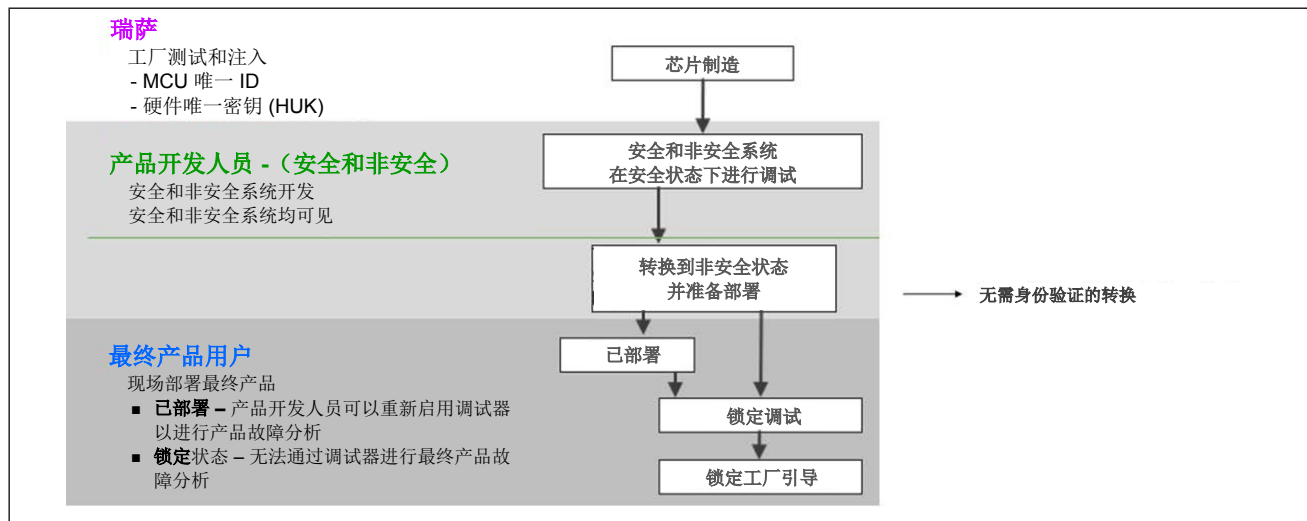 瑞萨
工厂测试和注入
- MCU 唯一 ID
- 硬件唯一密钥 (HUK)
芯片制造
产品开发人员 -（安全和非安全）
安全和非安全系统开发
安全和非安全系统均可见
安全和非安全系统
在安全状态下进行调试
转换到非安全状态
并准备部署
无需身份验证的转换
最终产品用户
现场部署最终产品
■ 已部署 – 产品开发人员可以重新启用调试器
以进行产品故障分析
■ 锁定状态 – 无法通过调试器进行最终产品故
障分析
已部署
锁定调试
锁定工厂引导